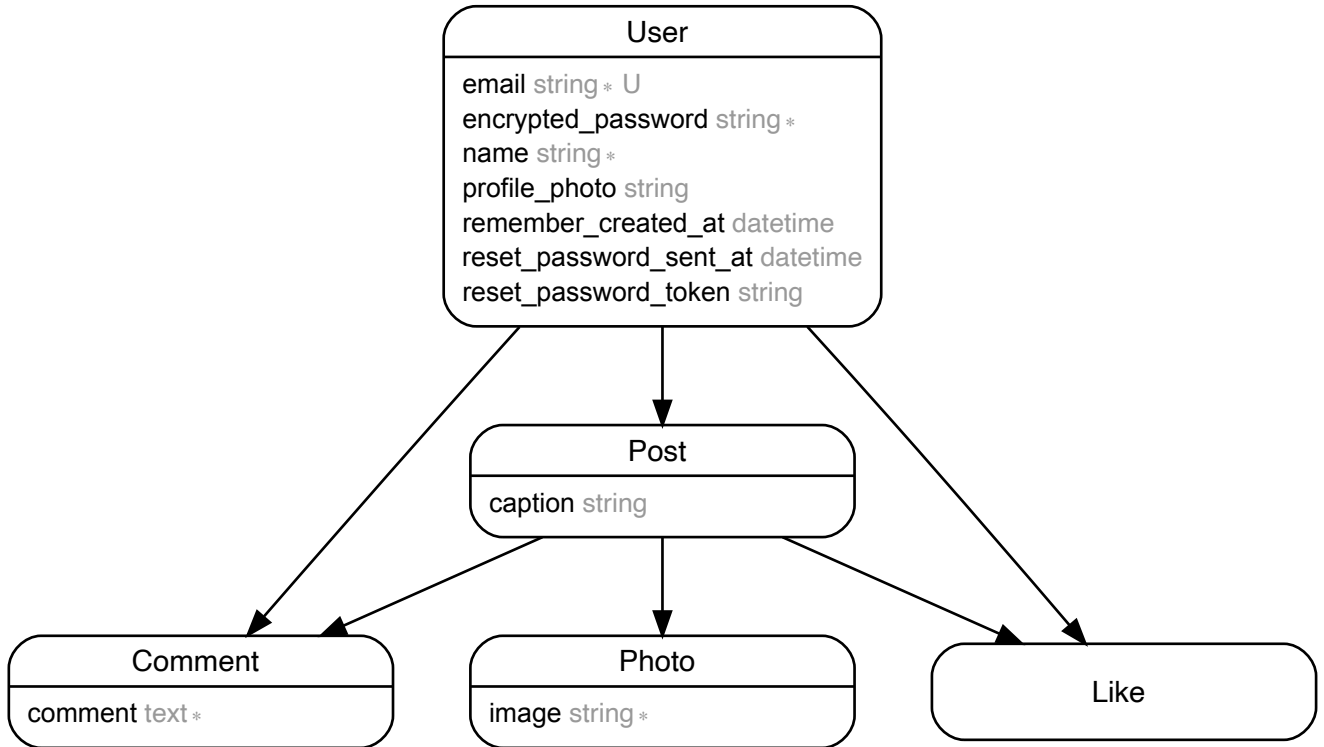 User
email string * U
encrypted_password string *
name string *
profile_photo string
remember_created_at datetime
reset_password_sent_at datetime
reset_password_token string
Post
caption string
Comment
comment text *
Photo
image string *
Like